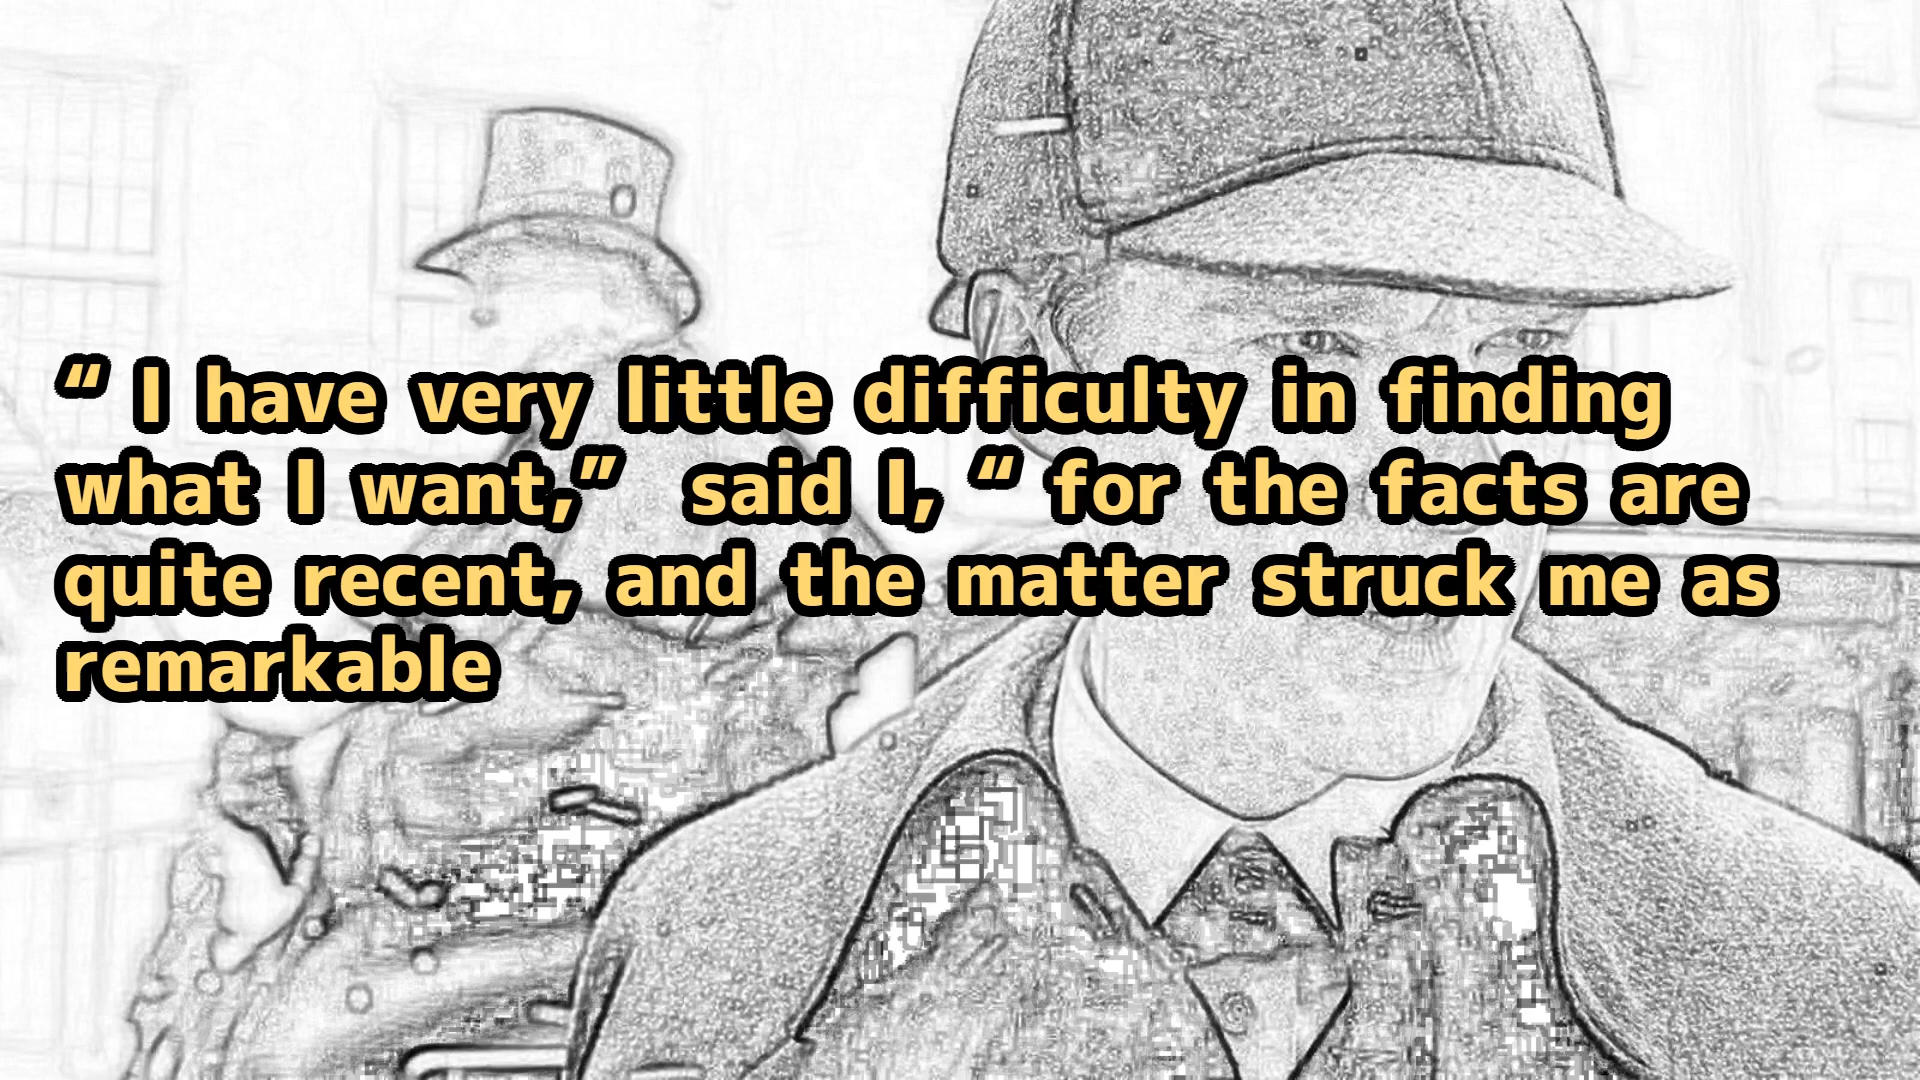 “ I have very little difficulty in finding
what I want,” said I, “ for the facts are
quite recent, and the matter struck me as
remarkable